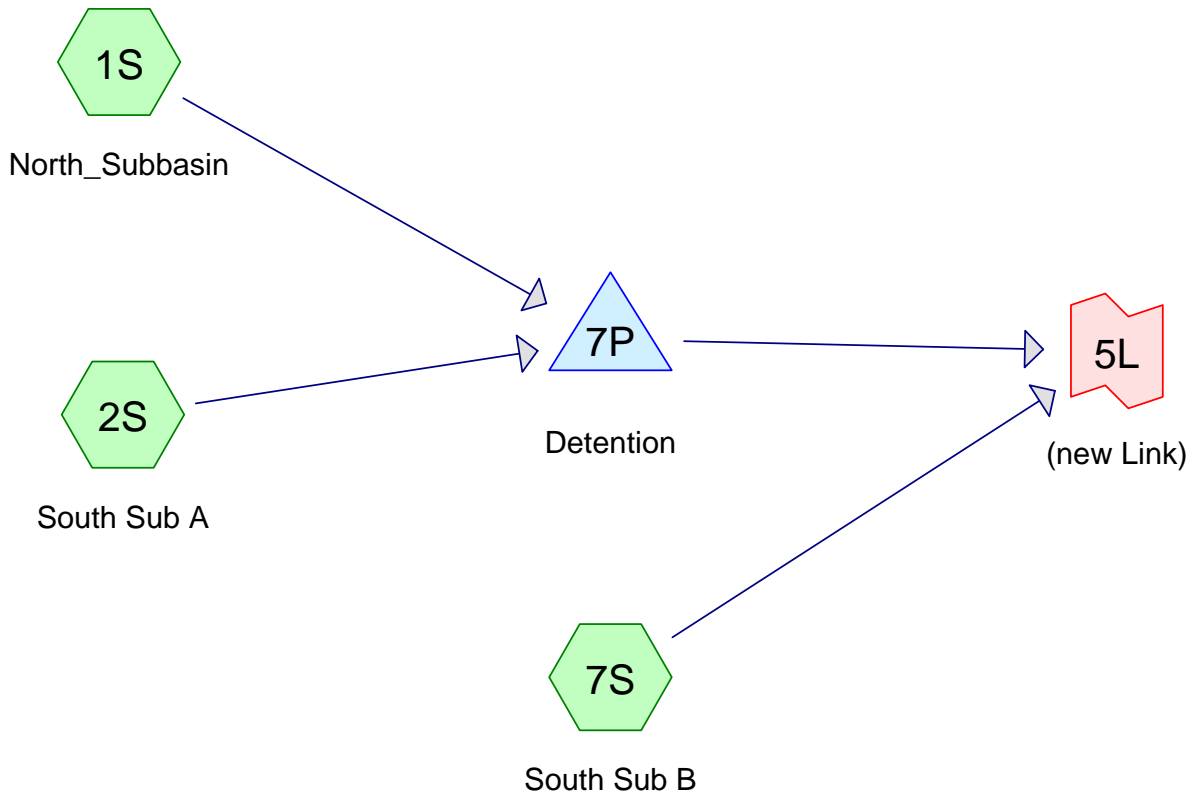 1S
North_Subbasin
7P
Detention
5L
(new Link)
2S
South Sub A
7S
South Sub B